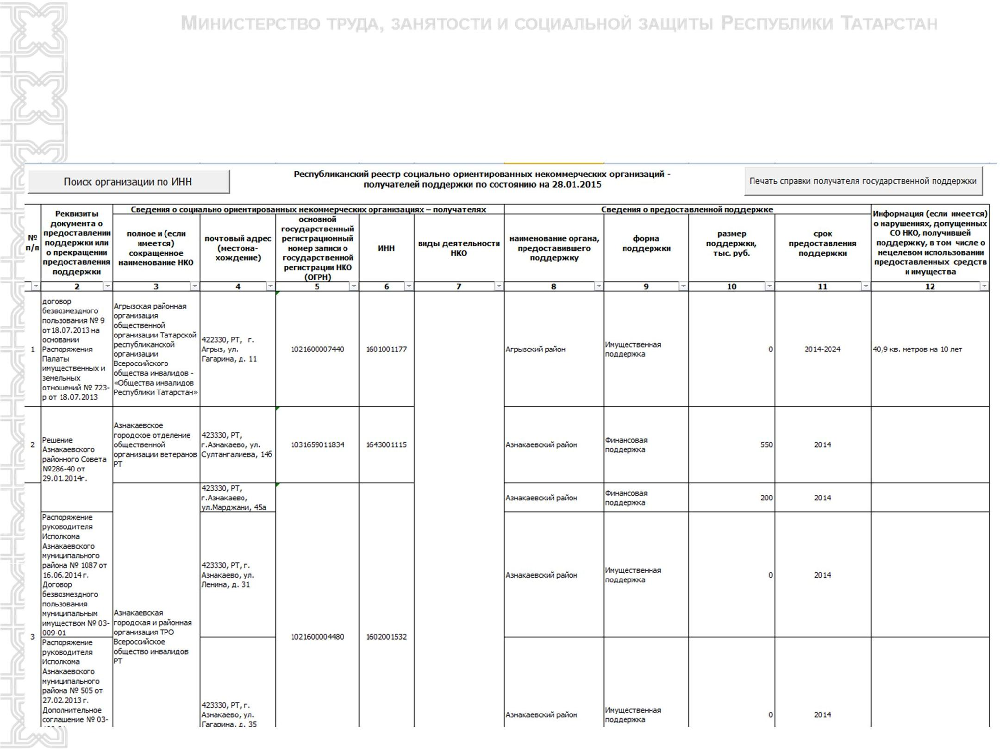 Министерство труда, занятости и социальной защиты Республики Татарстан
Поиск организации по ИНН
Республиканский реестр социально ориентированных некоммерческих организаций -
получателей поддержки по состоянию на 28.01.2015
Печать справки получателя государственной поддержки
№
п/п
Реквизиты
документа о
предоставлении
поддержки или
о прекращении
предоставления
поддержки
Сведения о социально ориентированных некоммерческих организациях – получателях
полное и (если
имеется)
сокращенное
наименование НКО
почтовый адрес
(местона-
хождение)
основной
государственный
регистрационный
номер записи о
государственной
регистрации НКО
(ОГРН)
ИНН
виды деятельности
НКО
Сведения о предоставленной поддержке
наименование органа,
предоставившего
поддержку
форма
поддержки
размер
поддержки,
тыс. руб.
срок
предоставления
поддержки
Информация (если имеется)
о нарушениях, допущенных
СО НКО, получившей
поддержку, в том числе о
нецелевом использовании
предоставленных средств
и имущества
2 3 4 5 6 7 8 9 10 11 12
1
договор
безвозмездного
пользования № 9
от18.07.2013 на
основании
Распоряжения
Палаты
имущественных и
земельных
отношений № 723-
р от 18.07.2013
Агрызская районная
организация
общественной
организации Татарской
республиканской
организации
Всероссийского
общества инвалидов -
«Общества инвалидов
Республики Татарстан»
422330, РТ, г.
Агрыз, ул.
Гагарина, д. 11
1021600007440
1601001177
Агрызский район
Имущественная
поддержка
0
2014-2024
40,9 кв. метров на 10 лет
2
Решение
Азнакаевского
районного Совета
№286-40 от
29.01.2014г.
Азнакаевское
городское отделение
общественной
организации ветеранов
РТ
423330, РТ,
г.Азнакаево, ул.
Султангалиева, 14б
1031659011834
1643001115
Азнакаевский район
Финансовая
поддержка
550
2014
3
Азнакаевская
городская и районная
организация ТРО
Всероссийское
общество инвалидов
РТ
423330, РТ,
г.Азнакаево,
ул.Марджани, 45а
1021600004480
1602001532
Азнакаевский район
Финансовая
поддержка
200
2014
Распоряжение
руководителя
Исполкома
Азнакаевского
муниципального
района № 1087 от
16.06.2014 г.
Договор
безвозмездного
пользования
муниципальным
имуществом № 03-
009-01
423330, РТ, г.
Азнакаево, ул.
Ленина, д. 31
Азнакаевский район
Имущественная
поддержка
0
2014
Распоряжение
руководителя
Исполкома
Азнакаевского
муниципального
района № 505 от
27.02.2013 г.
Дополнительное
соглашение № 03-
423330, РТ, г.
Азнакаево, ул.
Гагарина, д. 35
Азнакаевский район
Имущественная
поддержка
0
2014